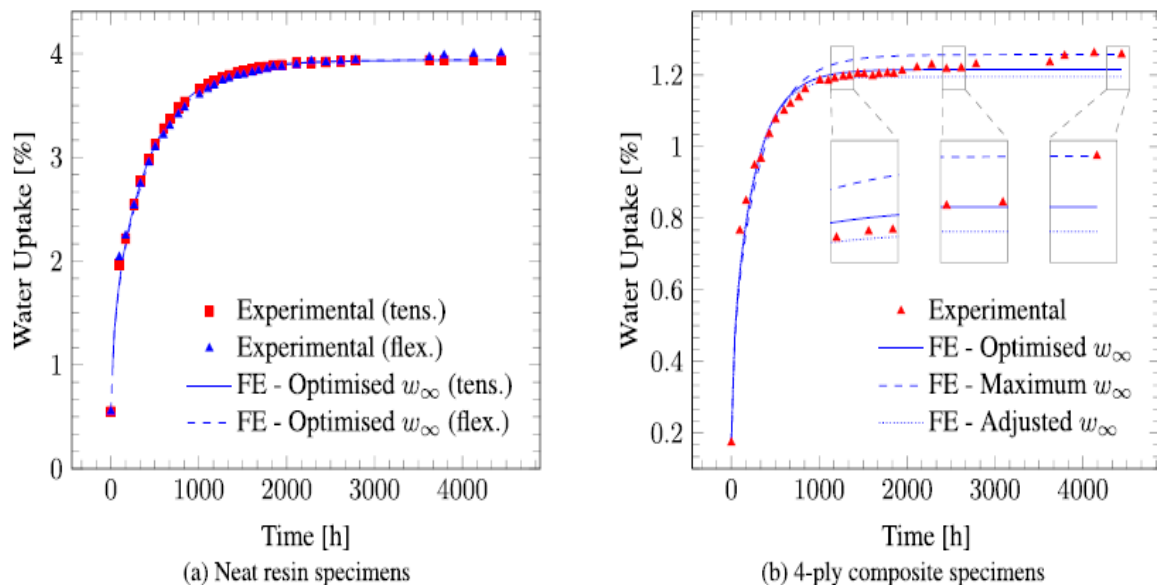 4
3
2
1
0
Water Uptake [%]
Experimental (tens.)
Experimental (flex.)
FE - Optimised w∞ (tens.)
FE - Optimised w∞ (flex.)
0 1000 2000 3000 4000
Time [h]
(a) Neat resin specimens
1.2
1
0.8
0.6
0.4
0.2
Water Uptake [%]
Experimental
FE - Optimised w∞
FE - Maximum w∞
FE - Adjusted w∞
0 1000 2000 3000 4000
Time [h]
(b) 4-ply composite specimens